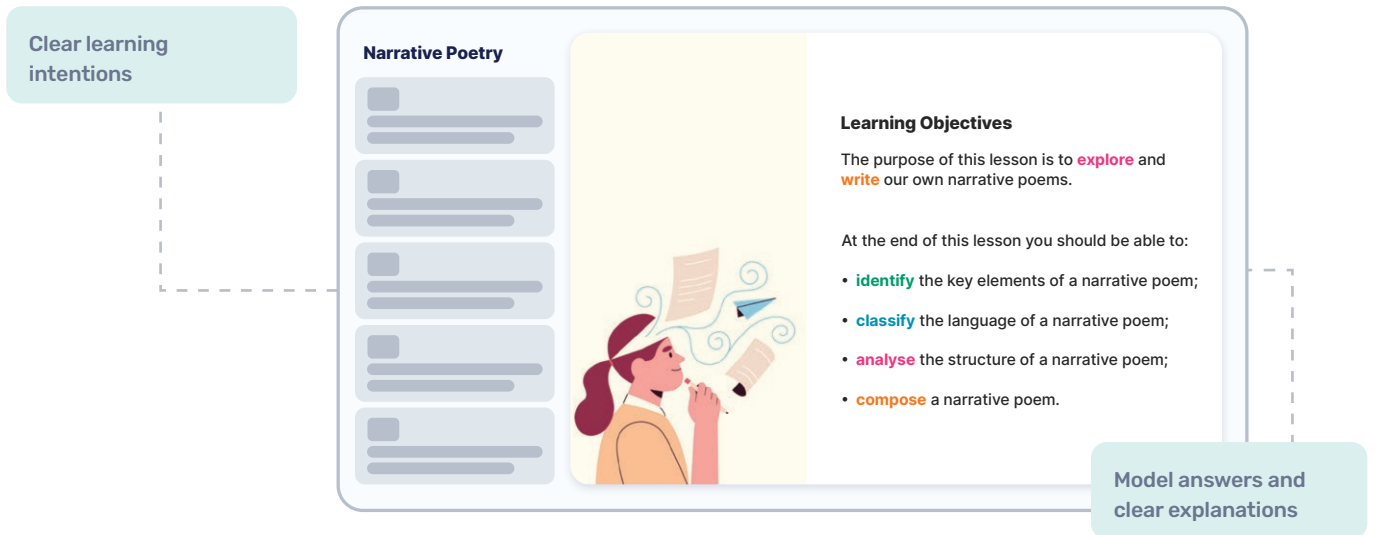 Clear learning
intentions
Narrative Poetry
Learning Objectives
The purpose of this lesson is to explore and
write our own narrative poems.
At the end of this lesson you should be able to:
• identify the key elements of a narrative poem;
• classify the language of a narrative poem;
• analyse the structure of a narrative poem;
• compose a narrative poem.
Model answers and
clear explanations